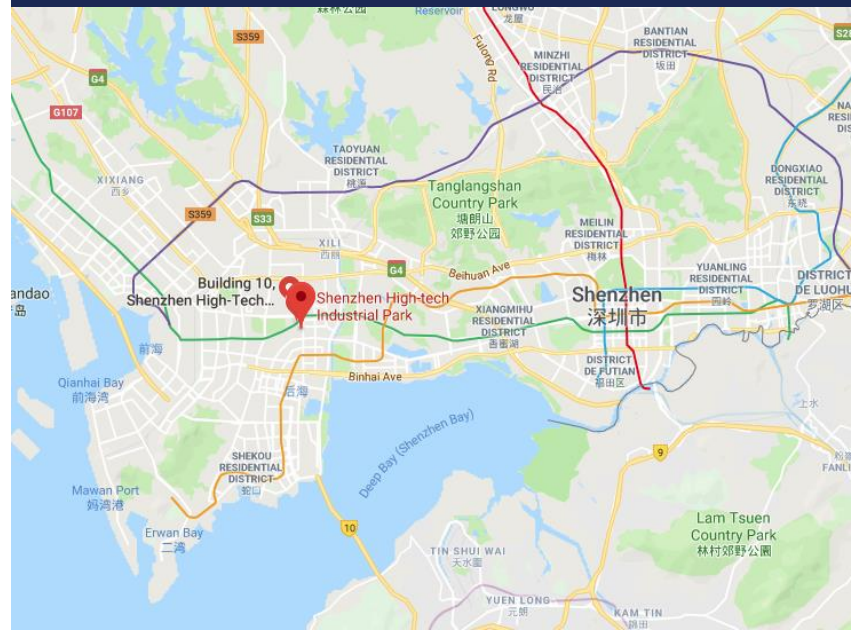 Reservoir
龙屋
S359
Fulong Rd
BANTIAN
RESIDENTIAL
DISTRICT
坂田
MINZHI
RESIDENTIAL
DISTRICT
民治
G4
S359
G107
TAOYUAN
RESIDENTIAL
DISTRICT
桃源
XIXIANG
西乡
DONGXIAO
RESIDENTIAL
DISTRICT
东晓
Tanglangshan
Country Park
塘朗山
郊野公园
S359
S33
MEILIN
RESIDENTIAL
DISTRICT
梅林
XILI
西丽
G4
Beihuan Ave
YUANLING
RESIDENTIAL
DISTRICT
园岭
DISTRICT
DE LUOHU
罗湖区
Building 10,
Shenzhen High-Tech...
Shenzhen High-tech
Industrial Park
Shenzhen
深圳市
XIANGMIHU
RESIDENTIAL
DISTRICT
香蜜湖
前海
DISTRICT
DE FUTIAN
福田区
Binhai Ave
Qianhai Bay
前海湾
后海
上水
Deep Bay (Shenzhen Bay)
SHEKOU
RESIDENTIAL
DISTRICT
蛇口
9
Mawan Port
妈湾港
10
Erwan Bay
二湾
Lam Tsuen
Country Park
林村郊野公園
TIN SHUI WAI
天水圍
YUEN LONG
元朗
KAM TIN
錦田